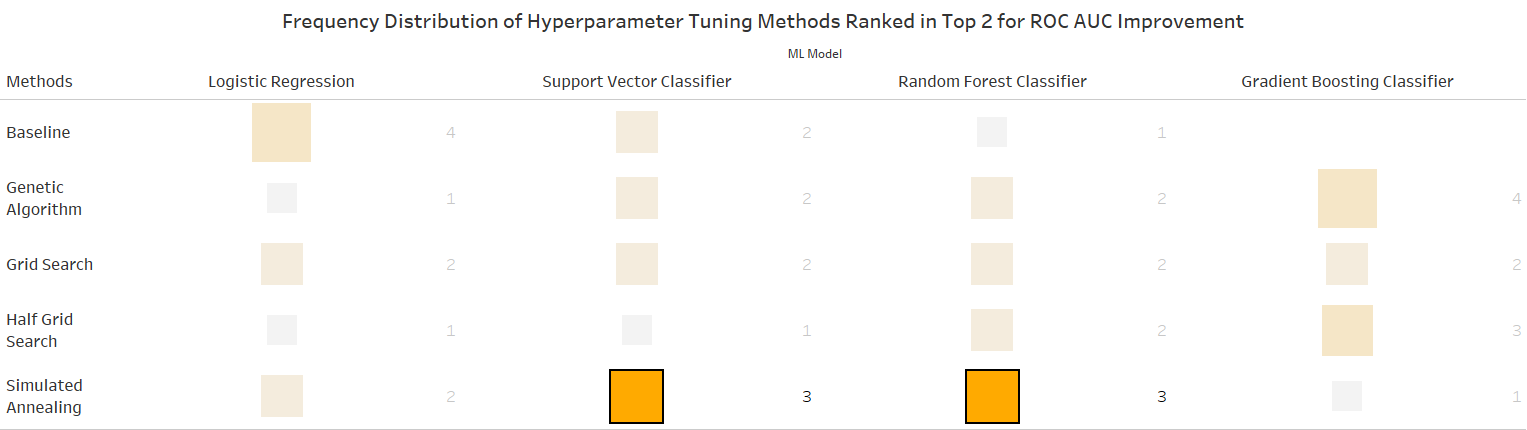 Frequency Distribution of Hyperparameter Tuning Methods Ranked in Top 2 for ROC AUC Improvement
ML Model
Methods Logistic Regression Support Vector Classifier Random Forest Classifier Gradient Boosting Classifier
Baseline 4 2 1
Genetic
Algorithm 1 2 2 4
Grid Search 2 2 2 2
Half Grid
Search 1 1 2 3
Simulated
Annealing 2 3 3 1